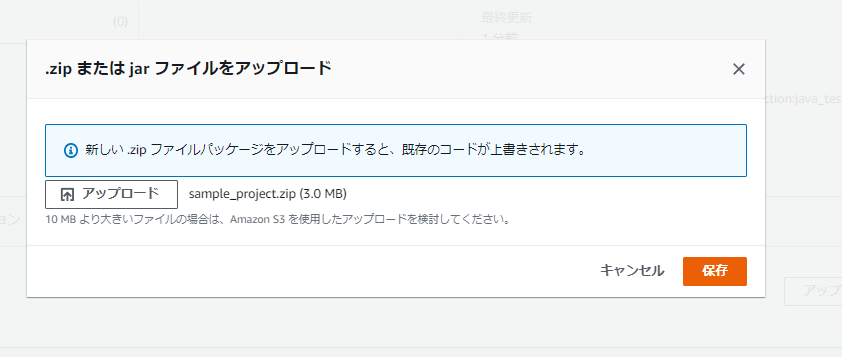 (0)
最終更新
1 分前
.zip または jar ファイルをアップロード
ction:java_tes
新しい .zip ファイルパッケージをアップロードすると、既存のコードが上書きされます。
アップロード
sample_project.zip (3.0 MB)
10 MB より大きいファイルの場合は、Amazon S3 を使用したアップロードを検討してください。
ョン
キャンセル
保存
アップ